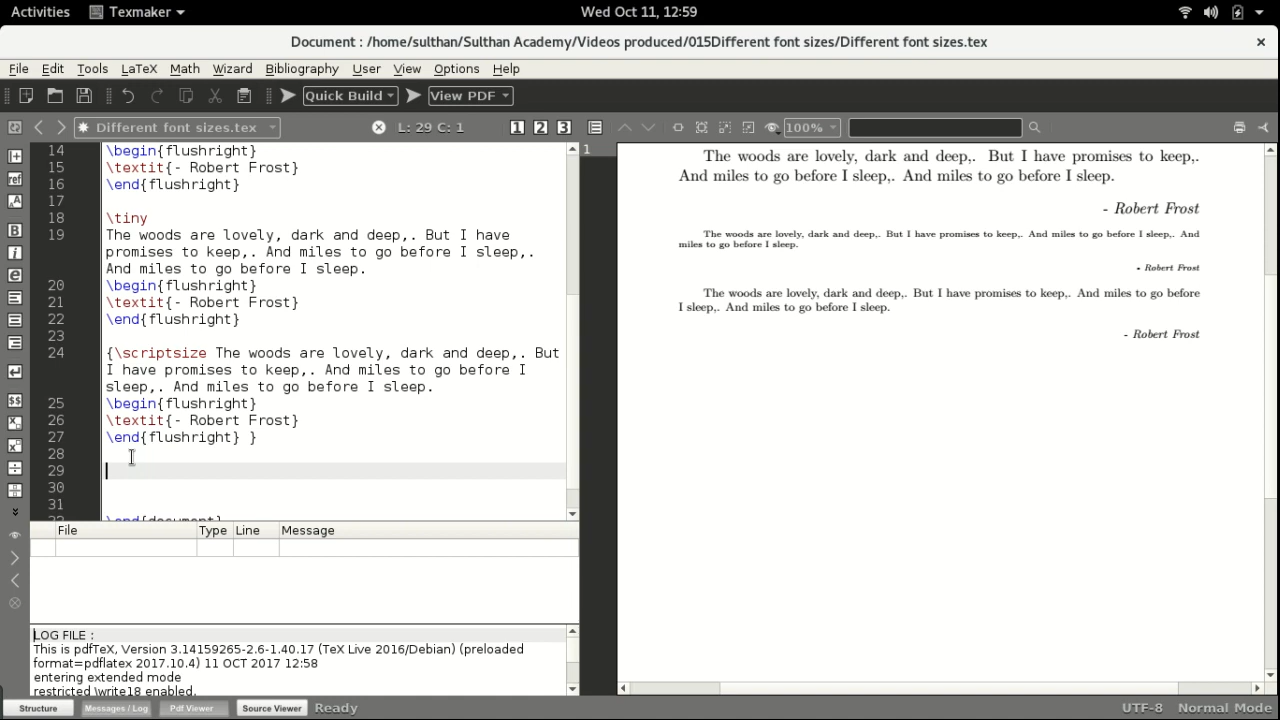 Activities Texmaker Wed Oct 11, 12:59
Document : /home/sulthan/Sulthan Academy/Videos produced/015Different font sizes/Different font sizes.tex
File Edit Tools LaTeX Math Wizard Bibliography User View Options Help
Quick Build View PDF
Different font sizes.tex L: 29 C: 1 1 2 3 100%
14 \begin{flushright}
15 \textit{- Robert Frost}
16 \end{flushright}
17
18 \tiny
19 The woods are lovely, dark and deep,. But I have
promises to keep,. And miles to go before I sleep,.
And miles to go before I sleep.
20 \begin{flushright}
21 \textit{- Robert Frost}
22 \end{flushright}
23
24 {\scriptsize The woods are lovely, dark and deep,. But
I have promises to keep,. And miles to go before I
sleep,. And miles to go before I sleep.
25 \begin{flushright}
26 \textit{- Robert Frost}
27 \end{flushright} }
28
29
30
31
32 \end{document}
1
The woods are lovely, dark and deep,. But I have promises to keep,.
And miles to go before I sleep,. And miles to go before I sleep.
- Robert Frost
The woods are lovely, dark and deep,. But I have promises to keep,. And miles to go before I sleep,. And
miles to go before I sleep.
- Robert Frost
The woods are lovely, dark and deep,. But I have promises to keep,. And miles to go before
I sleep,. And miles to go before I sleep.
- Robert Frost
File Type Line Message
LOG FILE :
This is pdfTeX, Version 3.14159265-2.6-1.40.17 (TeX Live 2016/Debian) (preloaded
format=pdflatex 2017.10.4) 11 OCT 2017 12:58
entering extended mode
restricted \write18 enabled.
Structure Messages / Log Pdf Viewer Source Viewer Ready UTF-8 Normal Mode